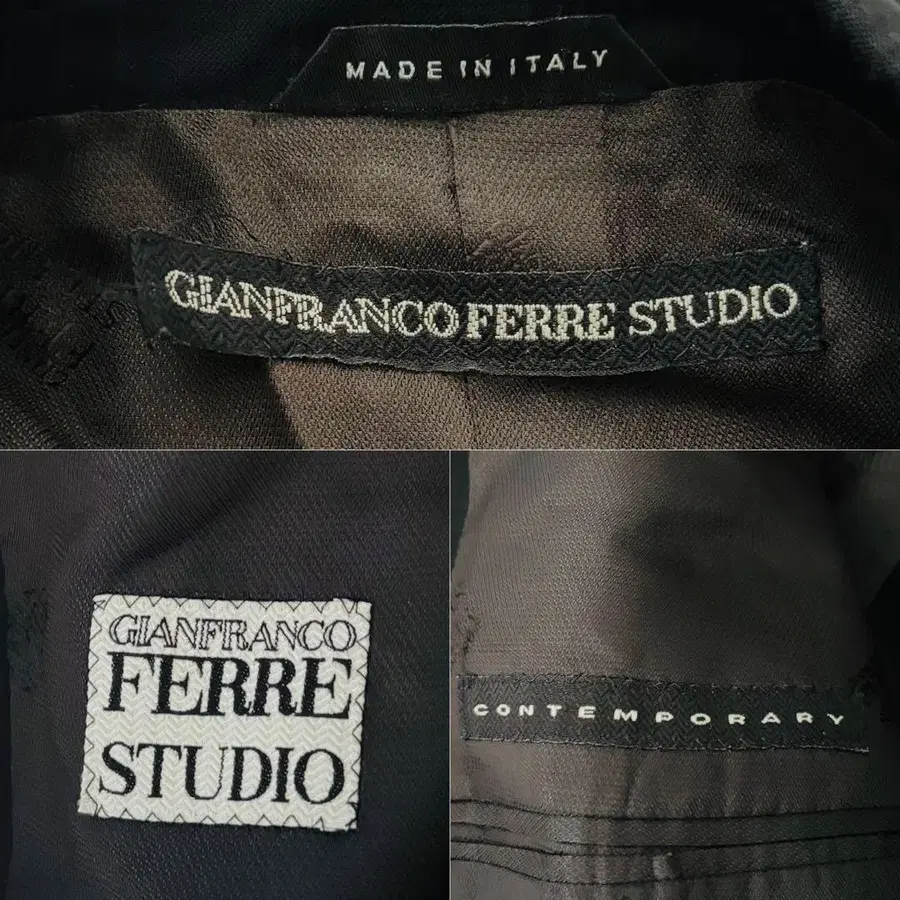 MADE IN ITALY
GIANFRANCO FERRE STUDIO
GIANFRANCO
FERRE
STUDIO
CONTEMPORARY